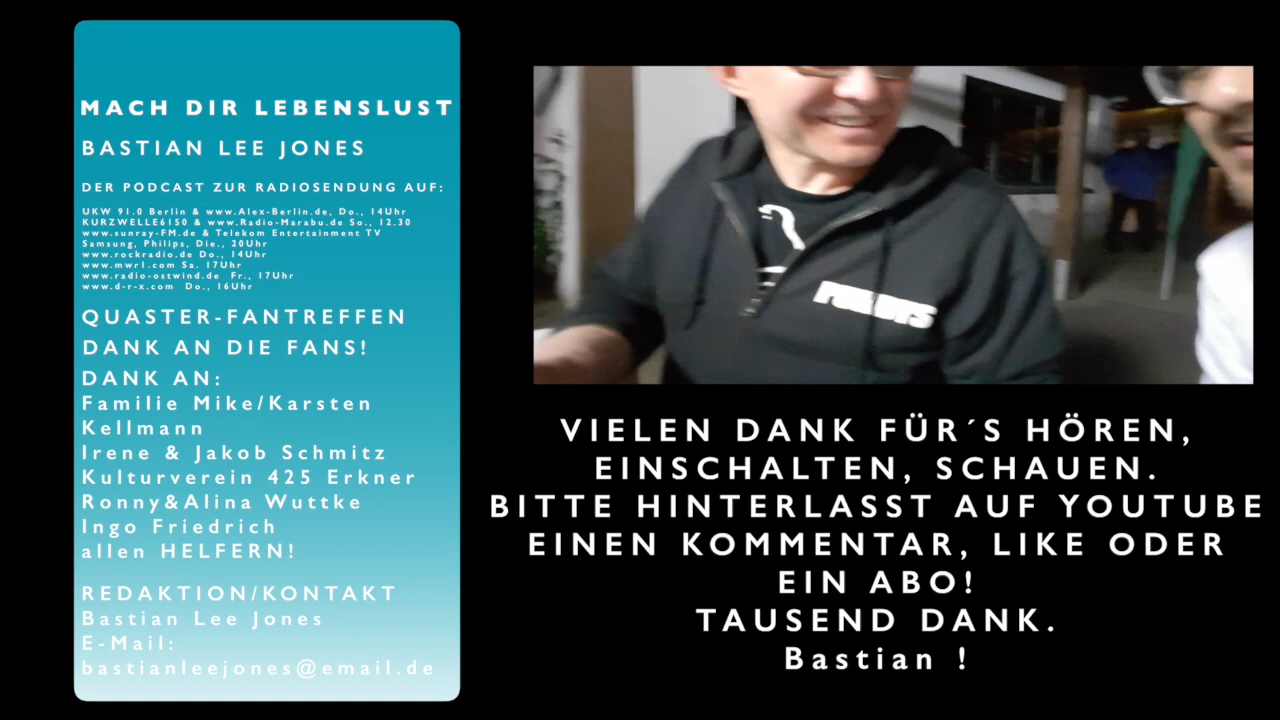 MACH DIR LEBENSLUST
BASTIAN LEE JONES
DER PODCAST ZUR RADIOSENDUNG AUF:
UKW 91.0 Berlin & www.Alex-Berlin.de, Do., 14Uhr
KURZWELLE6150 & www.Radio-Marabu.de So., 12.30
www.sunray-FM.de & Telekom Entertainment TV
Samsung, Philips, Die., 20Uhr
www.rockradio.de Do., 14Uhr
www.mwr1.com Sa. 17Uhr
www.radio-ostwind.de Fr., 17Uhr
www.d-r-x.com Do., 16Uhr
QUASTER-FANTREFFEN
DANK AN DIE FANS!
DANK AN:
Familie Mike/Karsten
Kellmann
Irene & Jakob Schmitz
Kulturverein 425 Erkner
Ronny&Alina Wuttke
Ingo Friedrich
allen HELFERN!
REDAKTION/KONTAKT
Bastian Lee Jones
E-Mail:
bastianleejones@email.de
PUHDYS
VIELEN DANK FÜR´S HÖREN,
EINSCHALTEN, SCHAUEN.
BITTE HINTERLASST AUF YOUTUBE
EINEN KOMMENTAR, LIKE ODER
EIN ABO!
TAUSEND DANK.
Bastian !